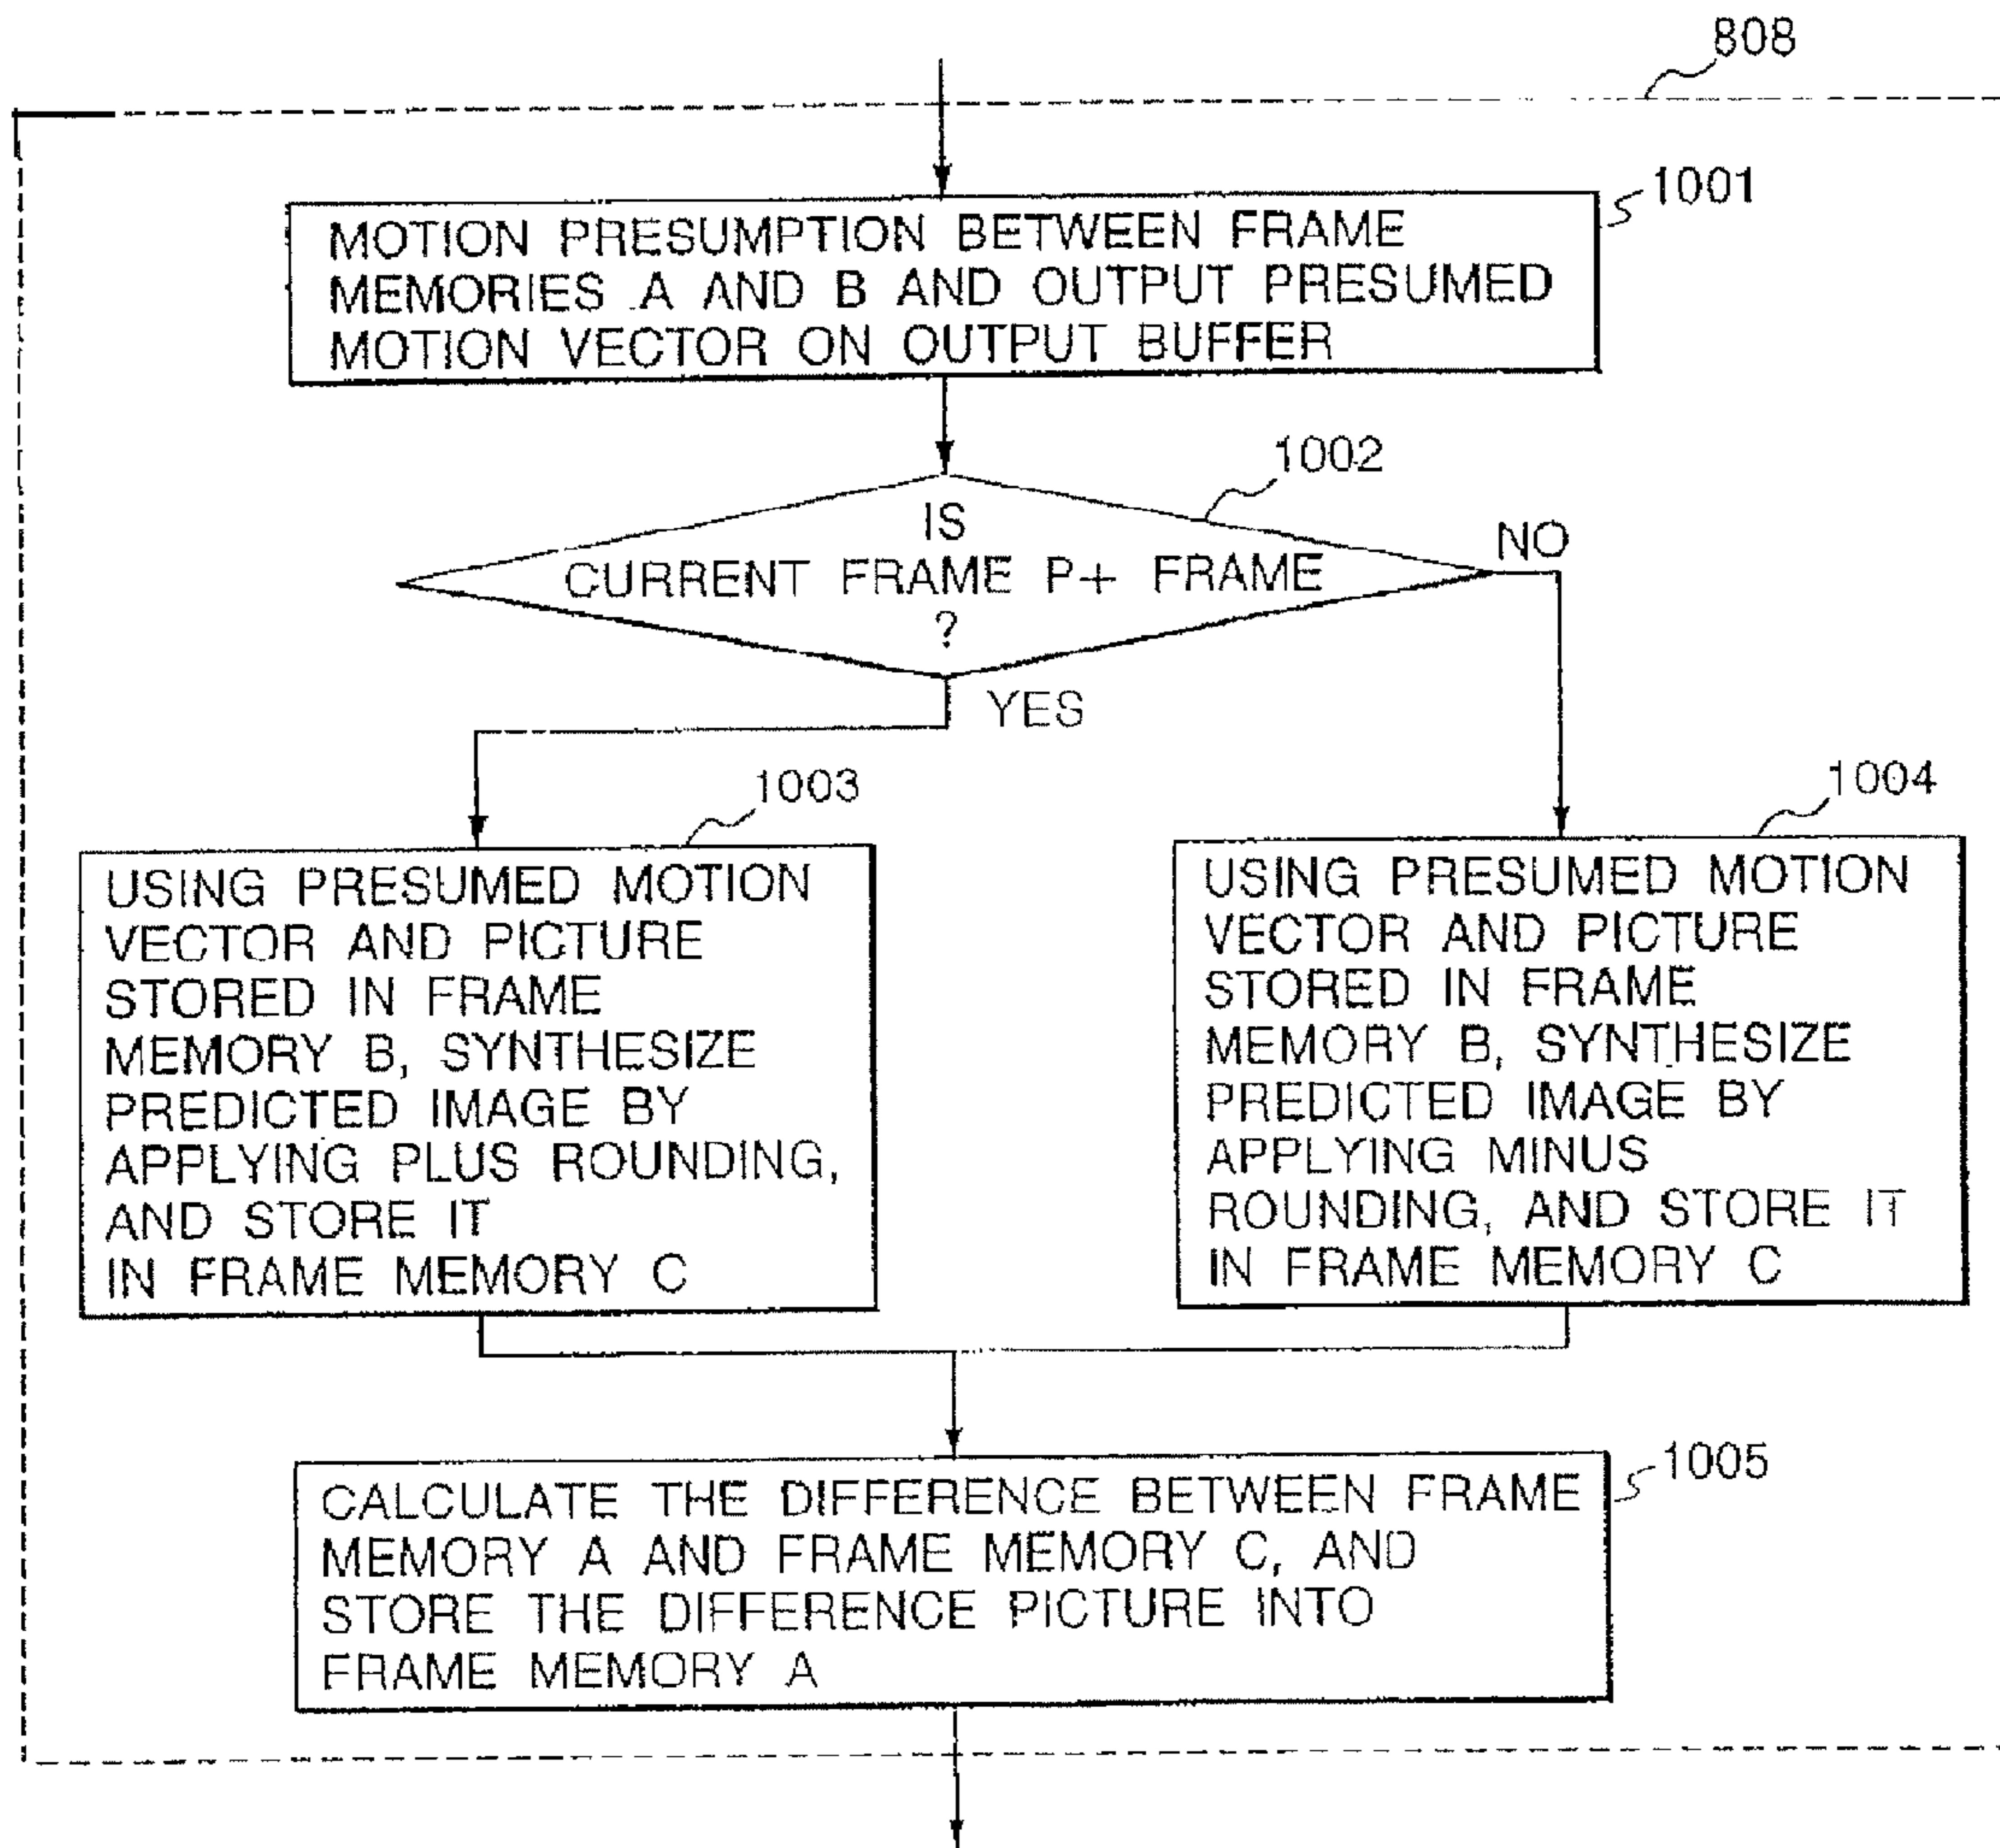 808
1001
MOTION PRESUMPTION BETWEEN FRAME
MEMORIES A AND B AND OUTPUT PRESUMED
MOTION VECTOR ON OUTPUT BUFFER
1002
IS
CURRENT FRAME P+ FRAME
?
NO
YES
1003
USING PRESUMED MOTION
VECTOR AND PICTURE
STORED IN FRAME
MEMORY B, SYNTHESIZE
PREDICTED IMAGE BY
APPLYING PLUS ROUNDING,
AND STORE IT
IN FRAME MEMORY C
1004
USING PRESUMED MOTION
VECTOR AND PICTURE
STORED IN FRAME
MEMORY B, SYNTHESIZE
PREDICTED IMAGE BY
APPLYING MINUS
ROUNDING, AND STORE IT
IN FRAME MEMORY C
1005
CALCULATE THE DIFFERENCE BETWEEN FRAME
MEMORY A AND FRAME MEMORY C, AND
STORE THE DIFFERENCE PICTURE INTO
FRAME MEMORY A